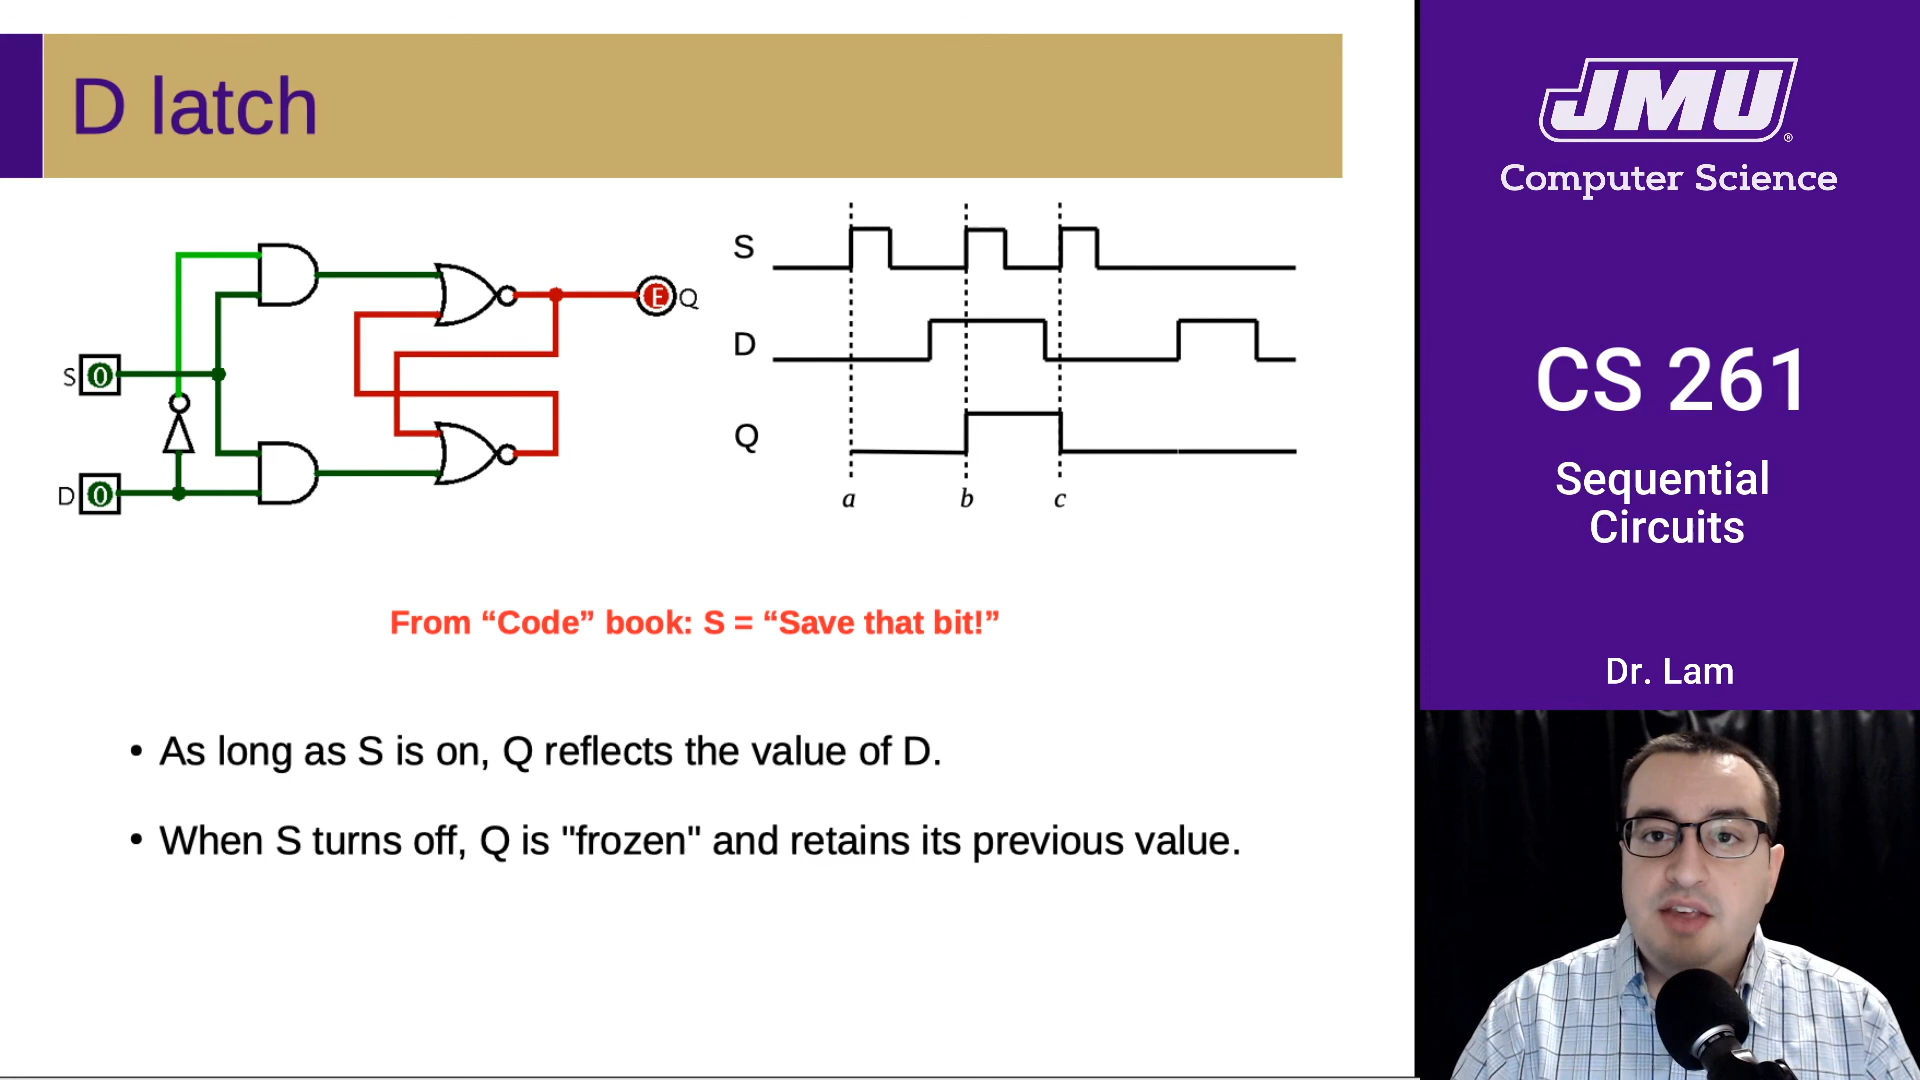 D latch
S 0
D 0
E Q
S
D
Q
a b c
From “Code” book: S = “Save that bit!”
• As long as S is on, Q reflects the value of D.
• When S turns off, Q is "frozen" and retains its previous value.
JMU®
Computer Science
CS 261
Sequential
Circuits
Dr. Lam